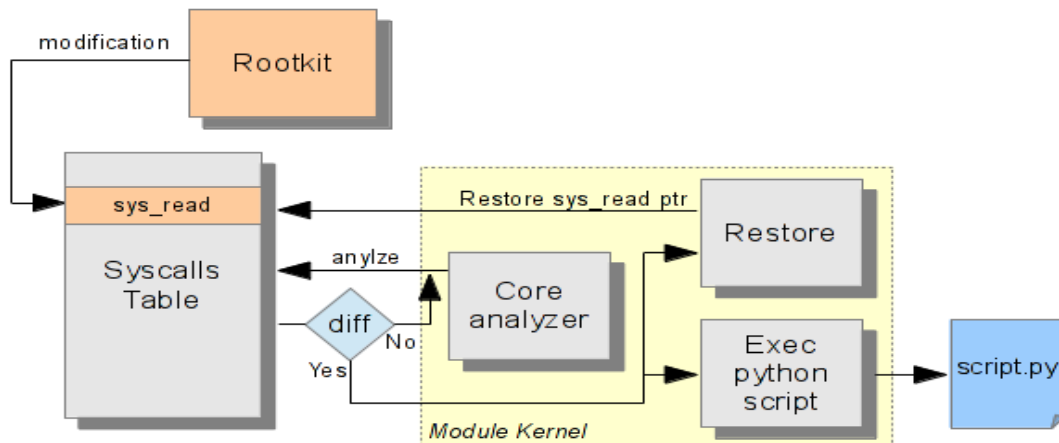 modification
Rootkit
sys_read
Restore sys_read ptr
Restore
anylze
Syscalls
Table
Core
analyzer
diff
No
Yes
Exec
python
script
script.py
Module Kernel